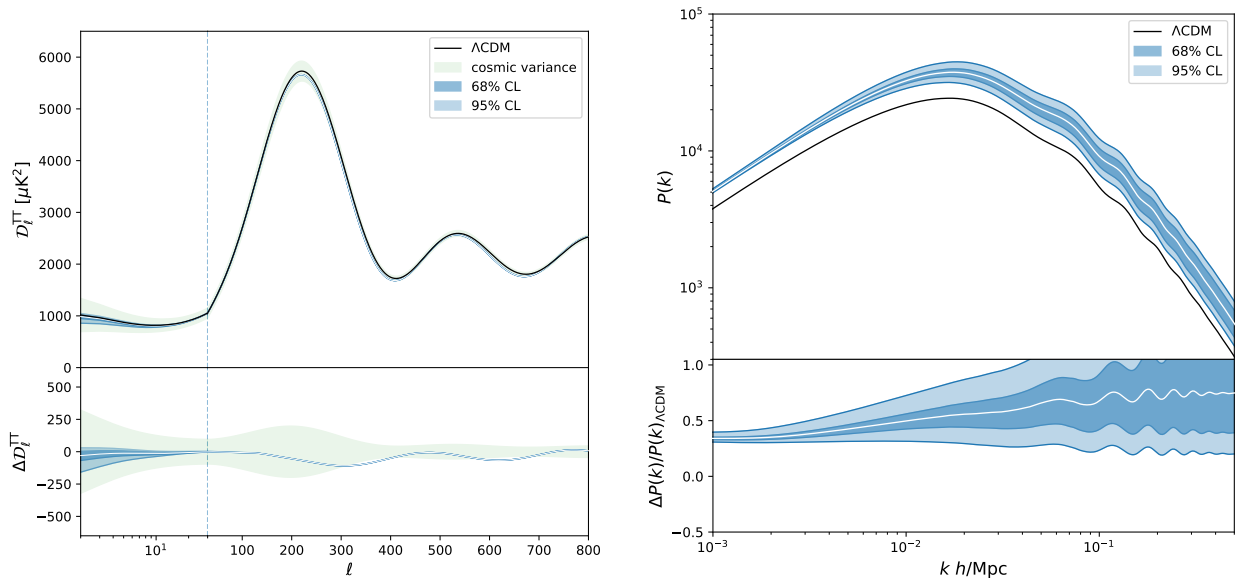 6000
5000
4000
3000
2000
1000
0
𝒟ℓᵀᵀ [μK²]
ΛCDM
cosmic variance
68% CL
95% CL
500
250
0
−250
−500
Δ𝒟ℓᵀᵀ
10¹
100
200
300
400
500
600
700
800
ℓ
10⁵
10⁴
10³
P(k)
ΛCDM
68% CL
95% CL
1.0
0.5
0.0
−0.5
ΔP(k)/P(k)ΛCDM
10⁻³
10⁻²
10⁻¹
k h/Mpc